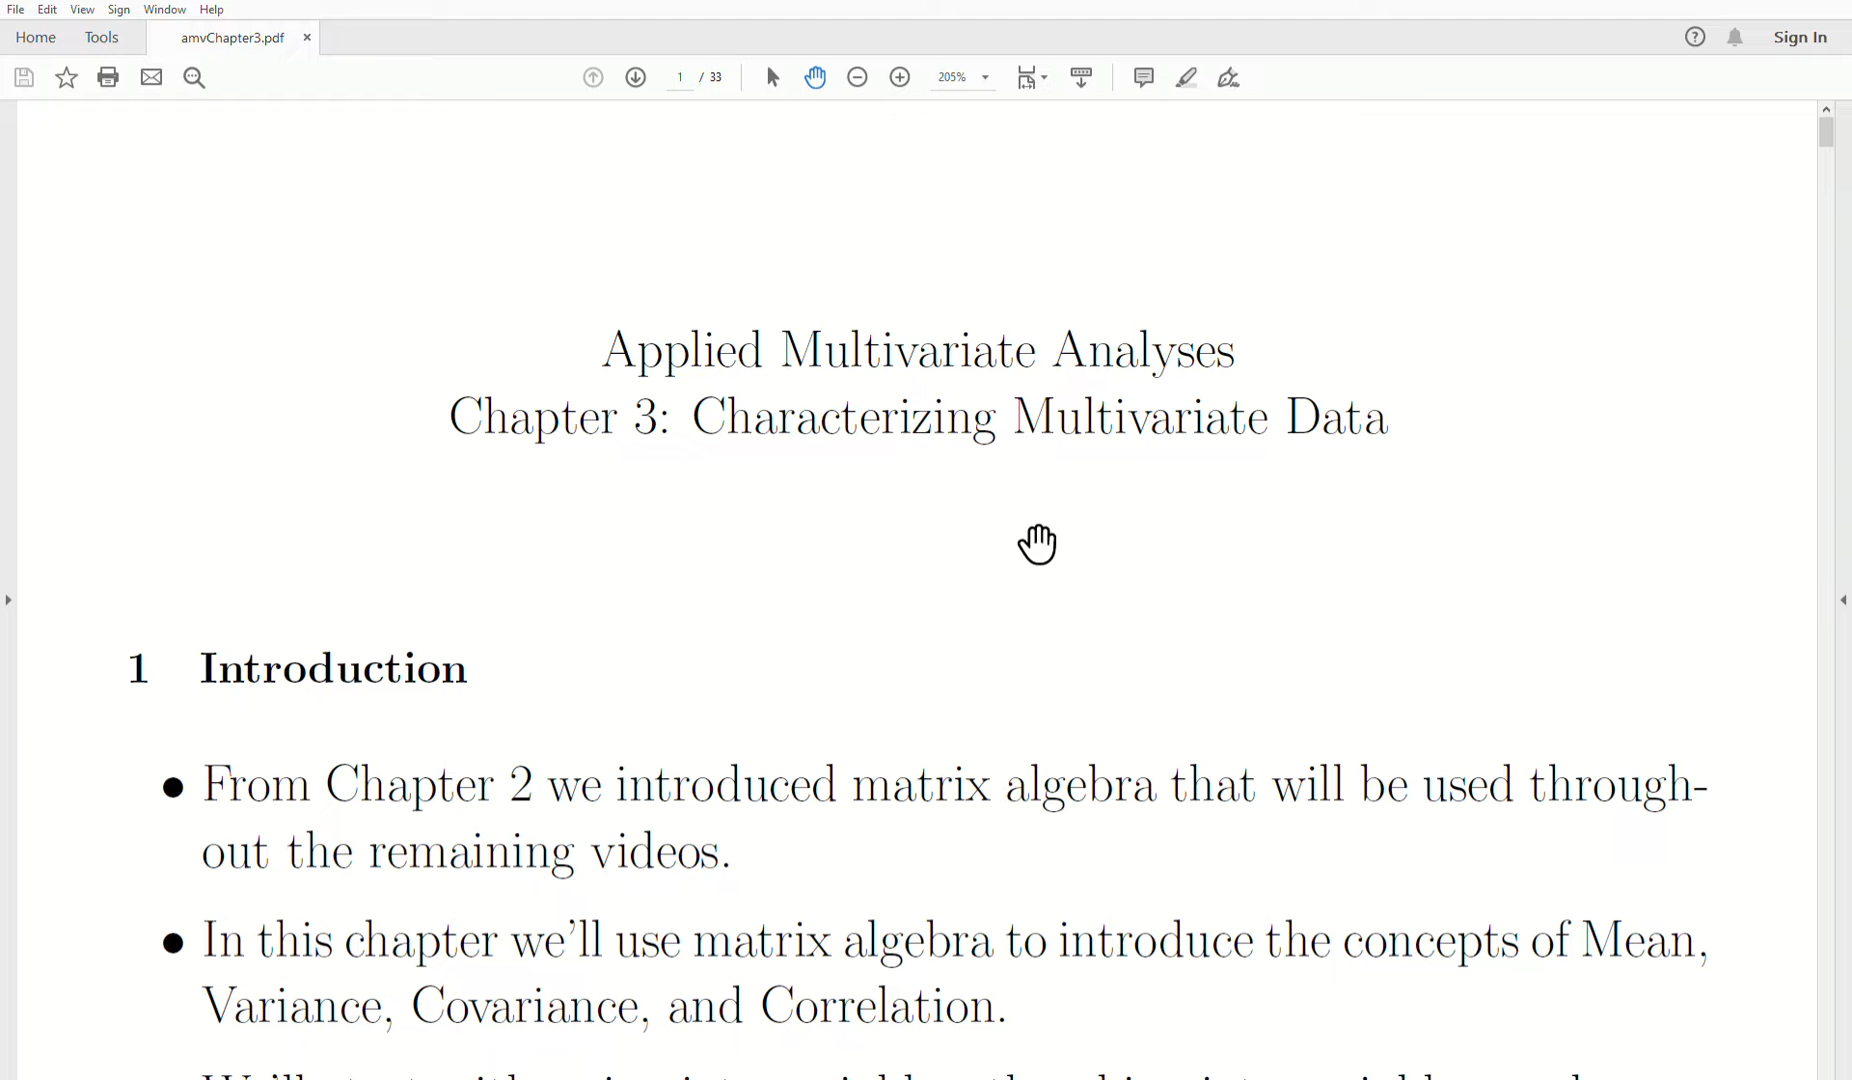 File Edit View Sign Window Help
Home Tools amvChapter3.pdf × Sign In
1 / 33 205%
Applied Multivariate Analyses
Chapter 3: Characterizing Multivariate Data
1 Introduction
• From Chapter 2 we introduced matrix algebra that will be used through-
out the remaining videos.
• In this chapter we'll use matrix algebra to introduce the concepts of Mean,
Variance, Covariance, and Correlation.